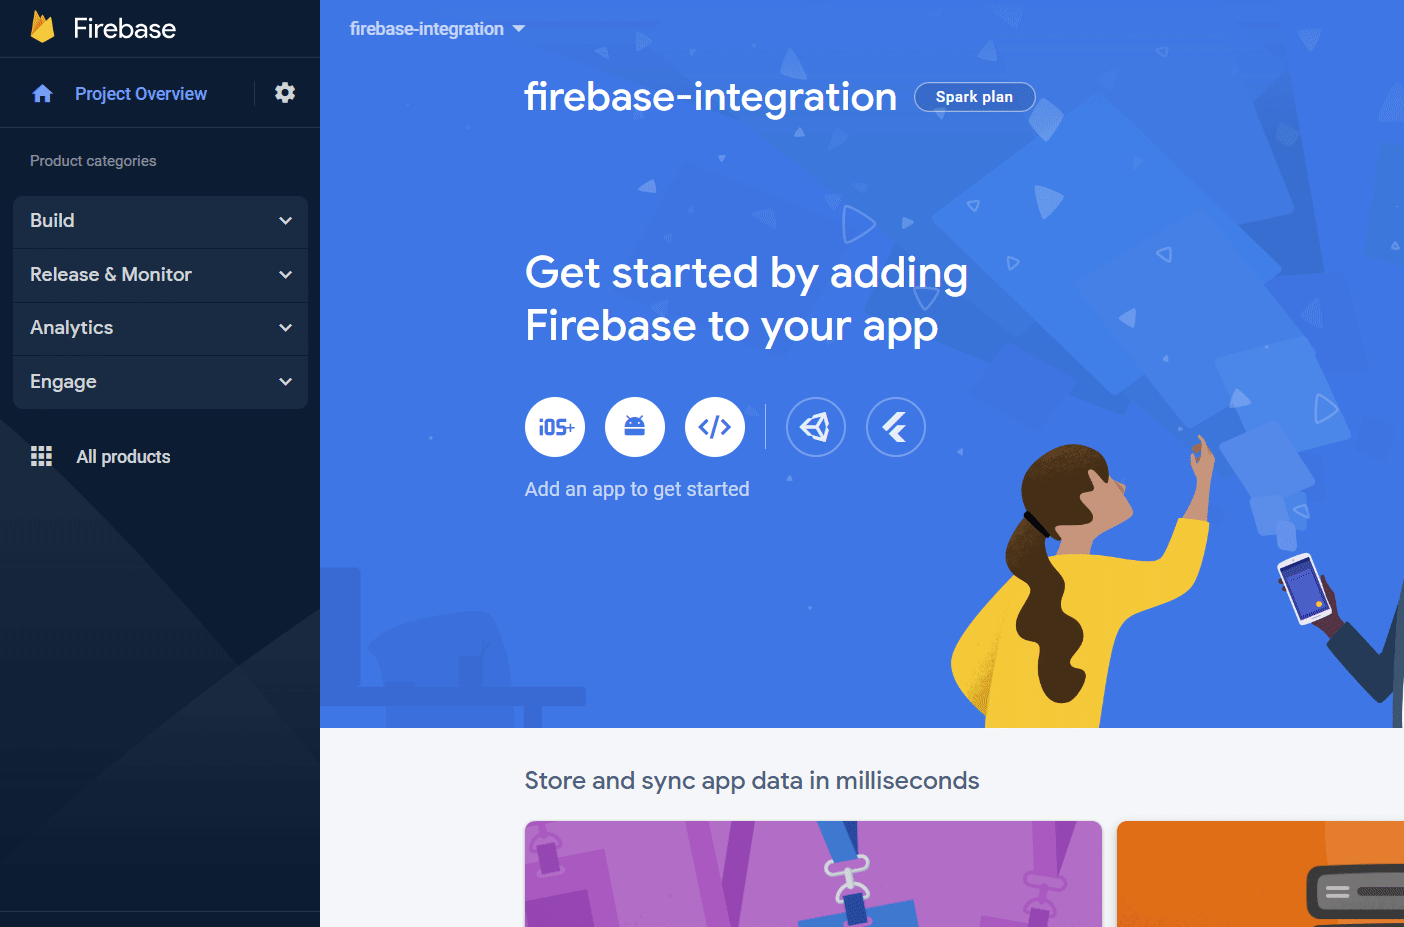 Firebase
firebase-integration
Project Overview
firebase-integration
Spark plan
Product categories
Build
Release & Monitor
Analytics
Engage
All products
Get started by adding
Firebase to your app
iOS+
</>
Add an app to get started
Store and sync app data in milliseconds